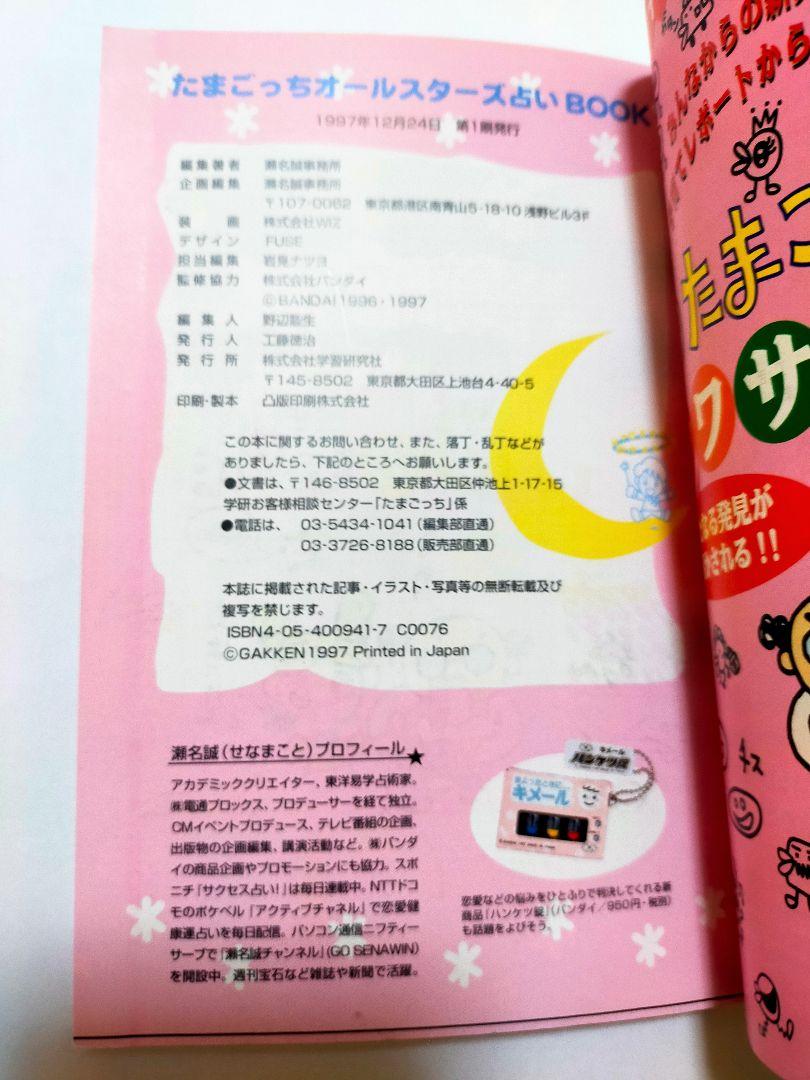 たまごっちオールスターズ占いBOOK
1997年12月24日 第1刷発行
編集著者 瀬名誠事務所
企画編集 瀬名誠事務所
〒107-0062 東京都港区南青山5-18-10 浅野ビル3F
装画 株式会社WIZ
デザイン FUSE
担当編集 岩見ナツヨ
監修協力 株式会社バンダイ
©BANDAI 1996・1997
編集人
発行人 工藤徳治
発行所 株式会社学習研究社
〒145-8502 東京都大田区上池台4-40-5
印刷・製本 凸版印刷株式会社
この本に関するお問い合わせ、また、落丁・乱丁などが
ありましたら、下記のところへお願いします。
●文書は、〒146-8502 東京都大田区仲池上1-17-15
学研お客様相談センター「たまごっち」係
●電話は、 03-5434-1041(編集部直通)
03-3726-8188(販売部直通)
本誌に掲載された記事・イラスト・写真等の無断転載及び
複写を禁じます。
ISBN4-05-400941-7 C0076
©GAKKEN 1997 Printed in Japan
瀬名誠(せなまこと)プロフィール★
アカデミッククリエイター、東洋易学占術家。
㈱電通ブロックス、プロデューサーを経て独立。
CMイベントプロデュース、テレビ番組の企画、
出版物の企画編集、講演活動など。㈱バンダ
イの商品企画やプロモーションにも協力。スポ
ニチ「サクセス占い!」は毎日連載中。NTTドコ
モのポケベル「アクティブチャネル」で恋愛健
康運占いを毎日配信。パソコン通信ニフティー
サーブで「瀬名誠チャンネル」(GO SENAWIN)
を開設中。週刊宝石など雑誌や新聞で活躍。
キメール
ハンケツ錠
キメール
恋愛などの悩みをひとふりで判決してくれる新
商品「ハンケツ錠」(バンダイ/950円・税別)
も話題をよびそう。
んなからの
レポートから
たまご
ワサ
る発見が
される!!